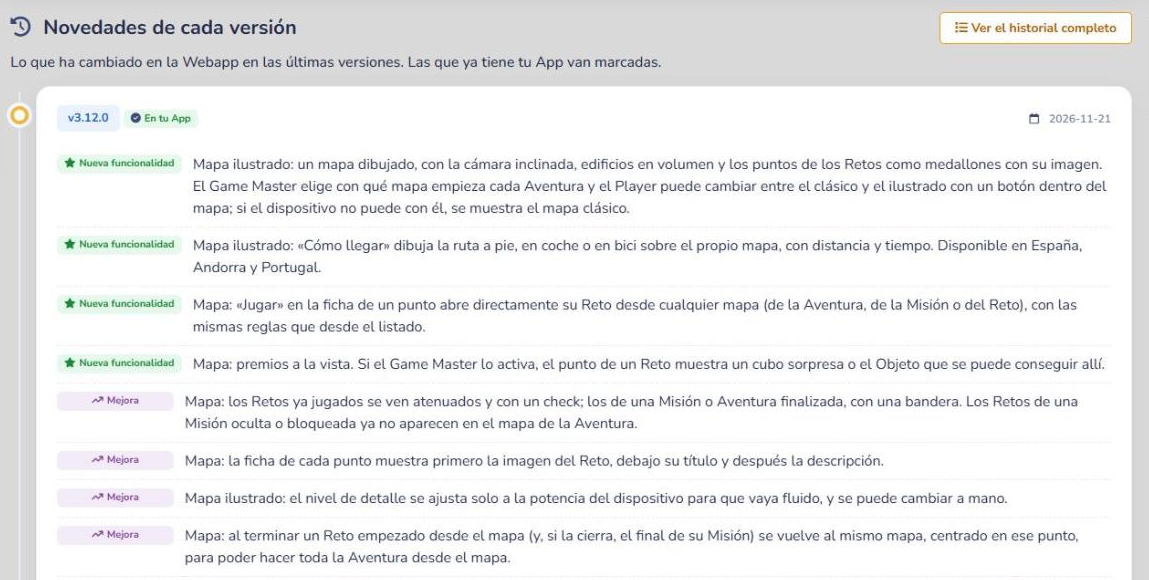 Novedades de cada versión
Ver el historial completo
Lo que ha cambiado en la Webapp en las últimas versiones. Las que ya tiene tu App van marcadas.
v3.12.0 En tu App 2026-11-21
Nueva funcionalidad Mapa ilustrado: un mapa dibujado, con la cámara inclinada, edificios en volumen y los puntos de los Retos como medallones con su imagen.
El Game Master elige con qué mapa empieza cada Aventura y el Player puede cambiar entre el clásico y el ilustrado con un botón dentro del
mapa; si el dispositivo no puede con él, se muestra el mapa clásico.
Nueva funcionalidad Mapa ilustrado: «Cómo llegar» dibuja la ruta a pie, en coche o en bici sobre el propio mapa, con distancia y tiempo. Disponible en España,
Andorra y Portugal.
Nueva funcionalidad Mapa: «Jugar» en la ficha de un punto abre directamente su Reto desde cualquier mapa (de la Aventura, de la Misión o del Reto), con las
mismas reglas que desde el listado.
Nueva funcionalidad Mapa: premios a la vista. Si el Game Master lo activa, el punto de un Reto muestra un cubo sorpresa o el Objeto que se puede conseguir allí.
Mejora Mapa: los Retos ya jugados se ven atenuados y con un check; los de una Misión o Aventura finalizada, con una bandera. Los Retos de una
Misión oculta o bloqueada ya no aparecen en el mapa de la Aventura.
Mejora Mapa: la ficha de cada punto muestra primero la imagen del Reto, debajo su título y después la descripción.
Mejora Mapa ilustrado: el nivel de detalle se ajusta solo a la potencia del dispositivo para que vaya fluido, y se puede cambiar a mano.
Mejora Mapa: al terminar un Reto empezado desde el mapa (y, si la cierra, el final de su Misión) se vuelve al mismo mapa, centrado en ese punto,
para poder hacer toda la Aventura desde el mapa.